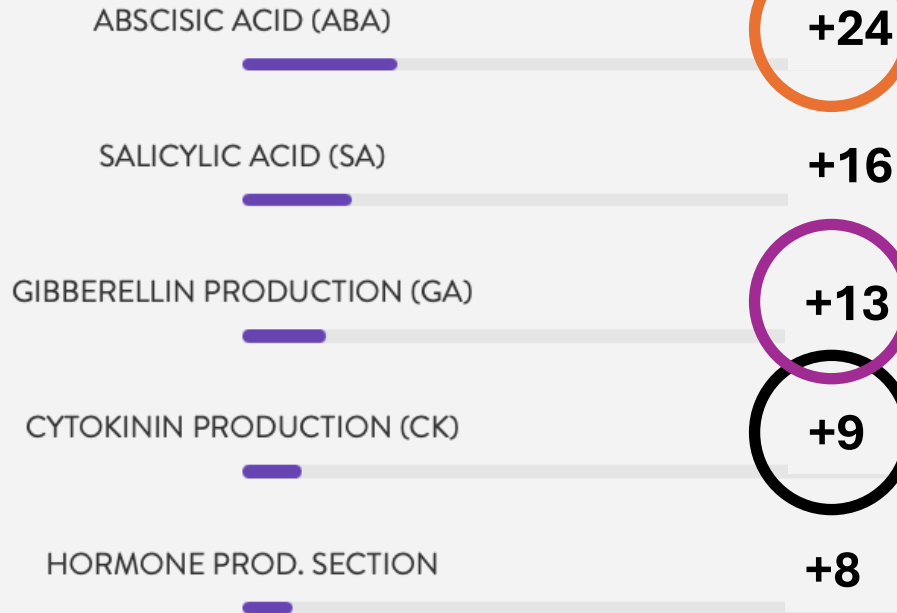 ABSCISIC ACID (ABA)
+24
SALICYLIC ACID (SA)
+16
GIBBERELLIN PRODUCTION (GA)
+13
CYTOKININ PRODUCTION (CK)
+9
HORMONE PROD. SECTION
+8